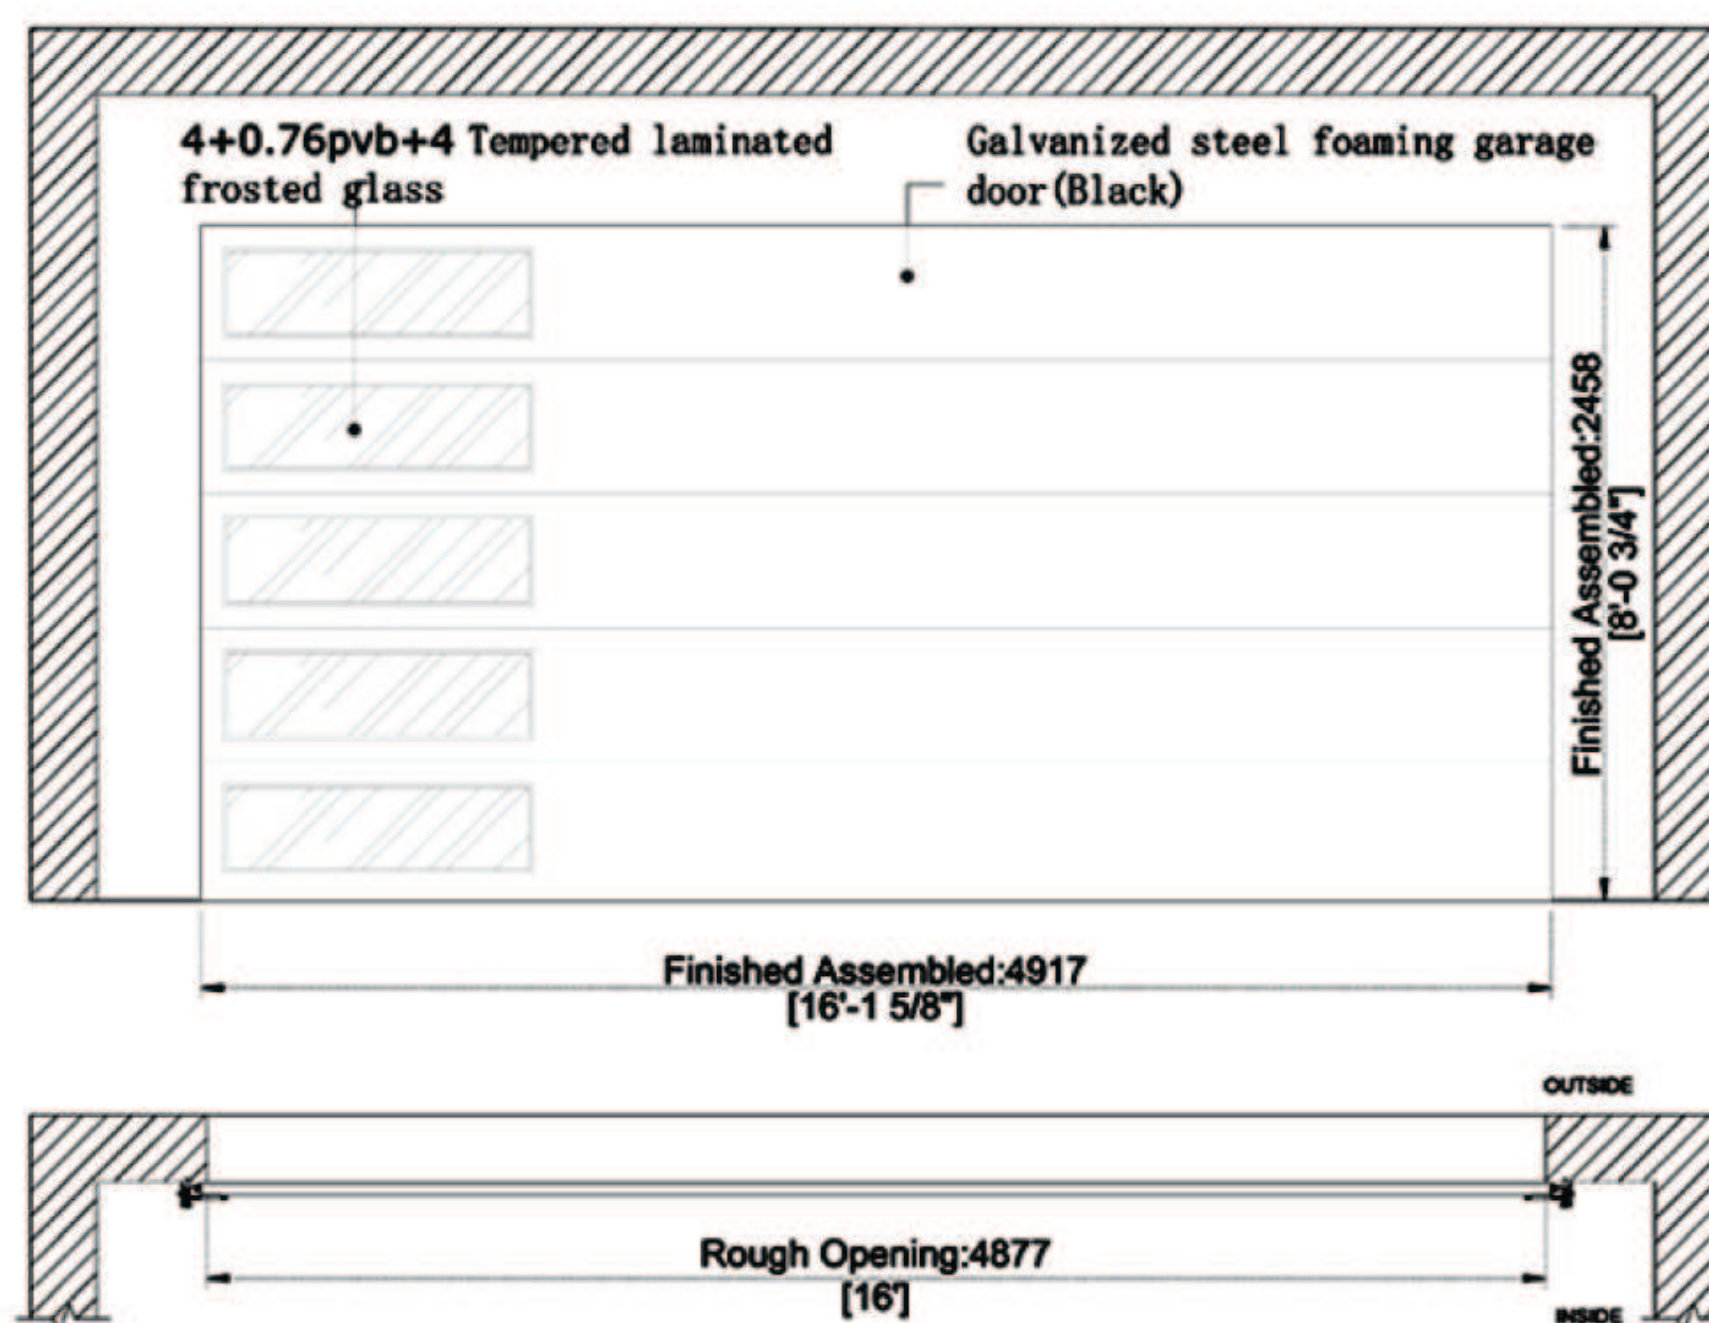 4+0.76pvb+4 Tempered laminated
frosted glass
Galvanized steel foaming garage
door(Black)
Finished Assembled:2458
[8'-0 3/4"]
Finished Assembled:4917
[16'-1 5/8"]
OUTSIDE
Rough Opening:4877
[16']
INSIDE